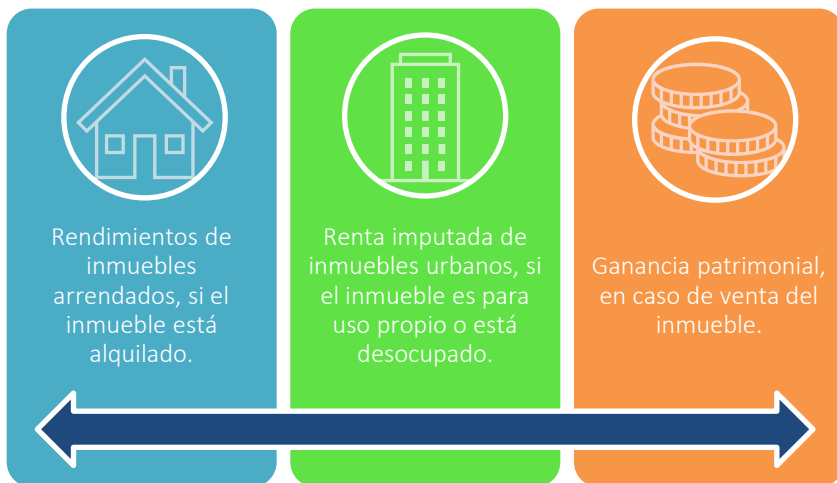 Rendimientos de
inmuebles
arrendados, si el
inmueble está
alquilado.
Renta imputada de
inmuebles urbanos, si
el inmueble es para
uso propio o está
desocupado.
Ganancia patrimonial,
en caso de venta del
inmueble.